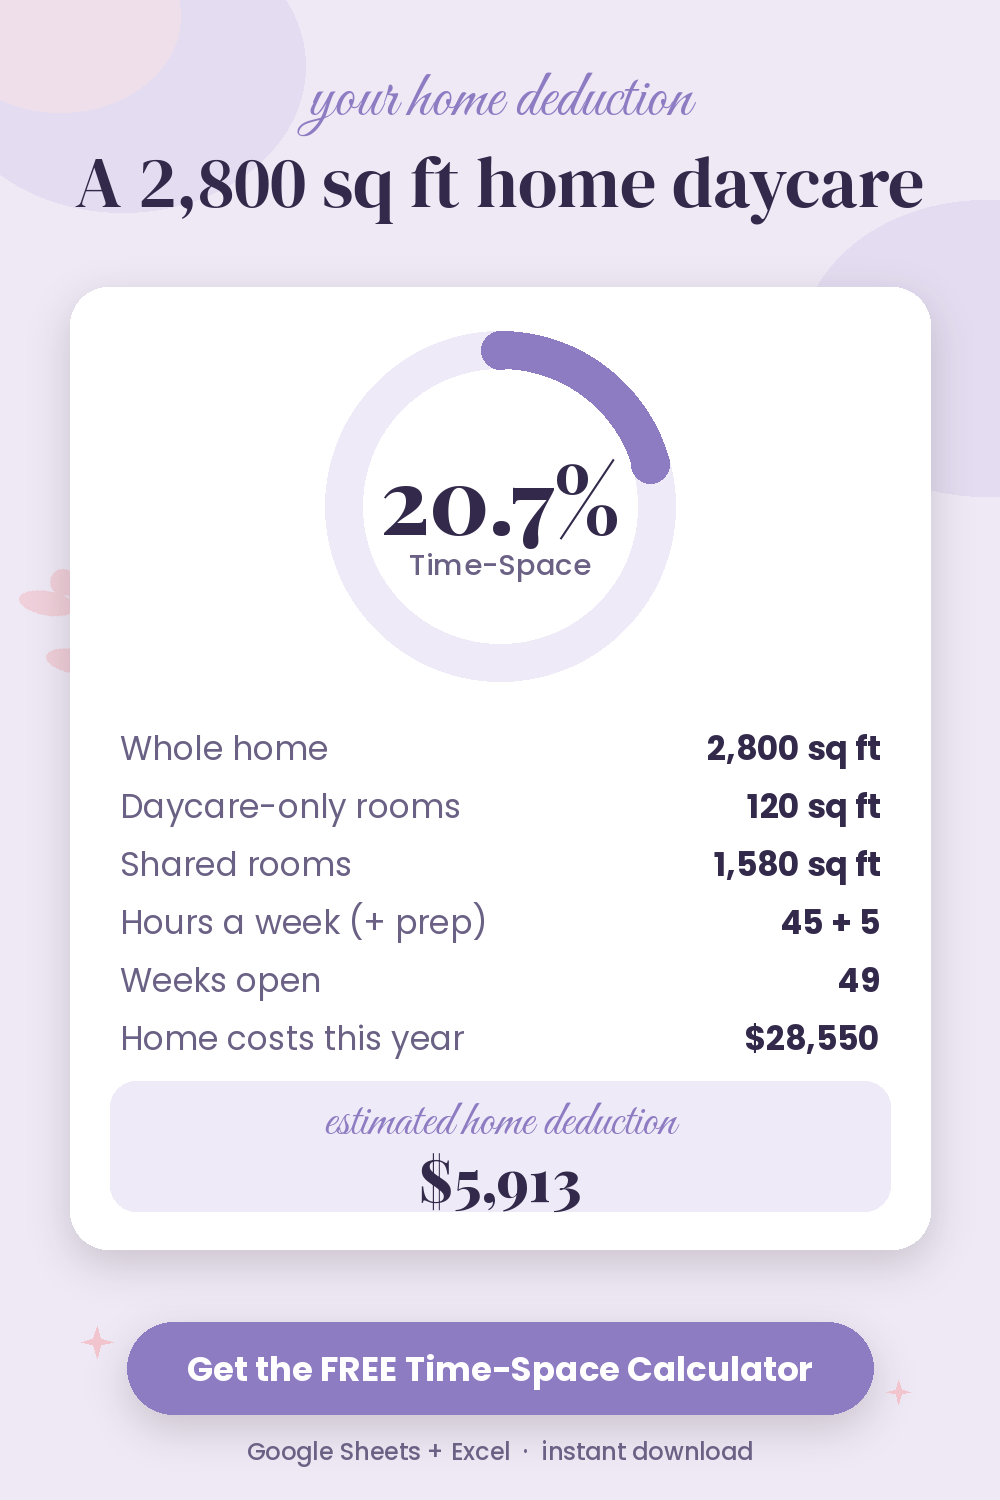 your home deduction
A 2,800 sq ft home daycare
20.7%
Time-Space
Whole home 2,800 sq ft
Daycare-only rooms 120 sq ft
Shared rooms 1,580 sq ft
Hours a week (+ prep) 45 + 5
Weeks open 49
Home costs this year $28,550
estimated home deduction
$5,913
Get the FREE Time-Space Calculator
Google Sheets + Excel · instant download